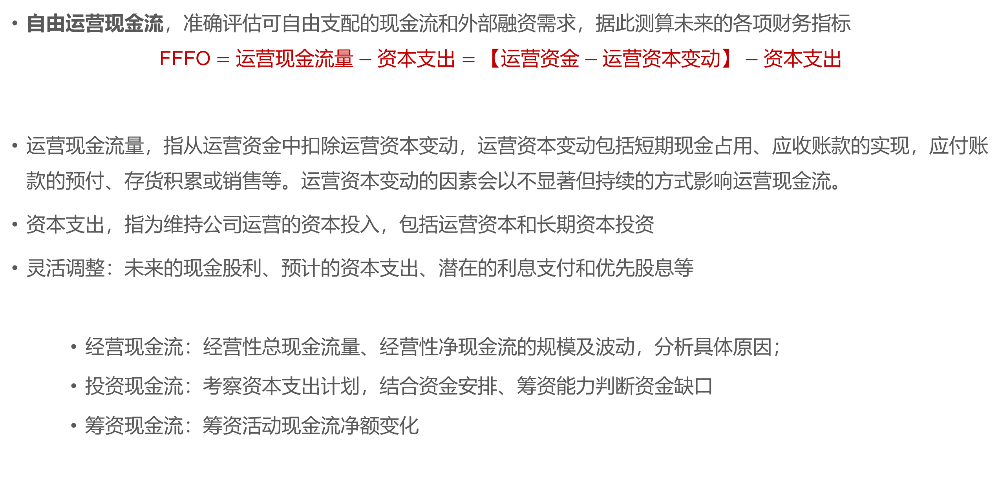 • 自由运营现金流，准确评估可自由支配的现金流和外部融资需求，据此测算未来的各项财务指标
FFFO = 运营现金流量 – 资本支出 = 【运营资金 – 运营资本变动】 – 资本支出
• 运营现金流量，指从运营资金中扣除运营资本变动，运营资本变动包括短期现金占用、应收账款的实现，应付账
款的预付、存货积累或销售等。运营资本变动的因素会以不显著但持续的方式影响运营现金流。
• 资本支出，指为维持公司运营的资本投入，包括运营资本和长期资本投资
• 灵活调整：未来的现金股利、预计的资本支出、潜在的利息支付和优先股息等
• 经营现金流：经营性总现金流量、经营性净现金流的规模及波动，分析具体原因；
• 投资现金流：考察资本支出计划，结合资金安排、筹资能力判断资金缺口
• 筹资现金流：筹资活动现金流净额变化